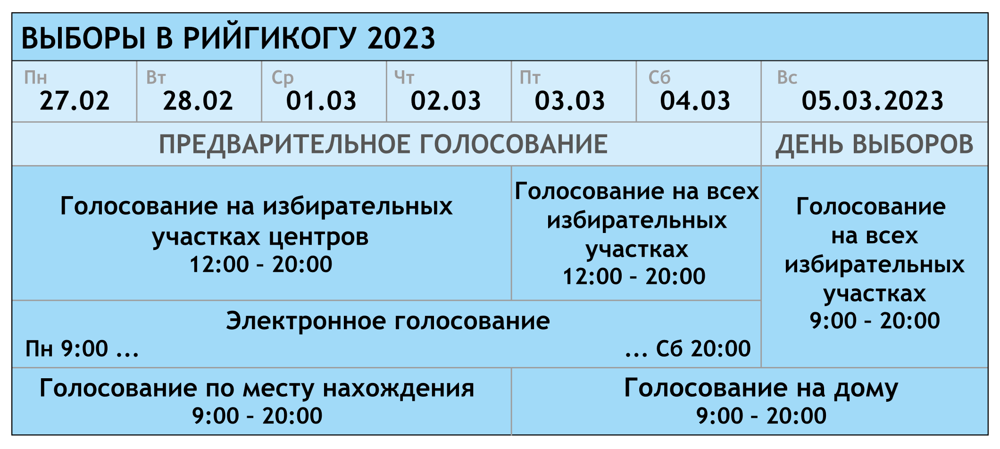 ВЫБОРЫ В РИЙГИКОГУ 2023
Пн
27.02
Вт
28.02
Ср
01.03
Чт
02.03
Пт
03.03
Сб
04.03
Вс
05.03.2023
ПРЕДВАРИТЕЛЬНОЕ ГОЛОСОВАНИЕ
ДЕНЬ ВЫБОРОВ
Голосование на избирательных
участках центров
12:00 – 20:00
Голосование на всех
избирательных
участках
12:00 – 20:00
Голосование
на всех
избирательных
участках
9:00 – 20:00
Электронное голосование
Пн 9:00 ...
... Сб 20:00
Голосование по месту нахождения
9:00 – 20:00
Голосование на дому
9:00 – 20:00